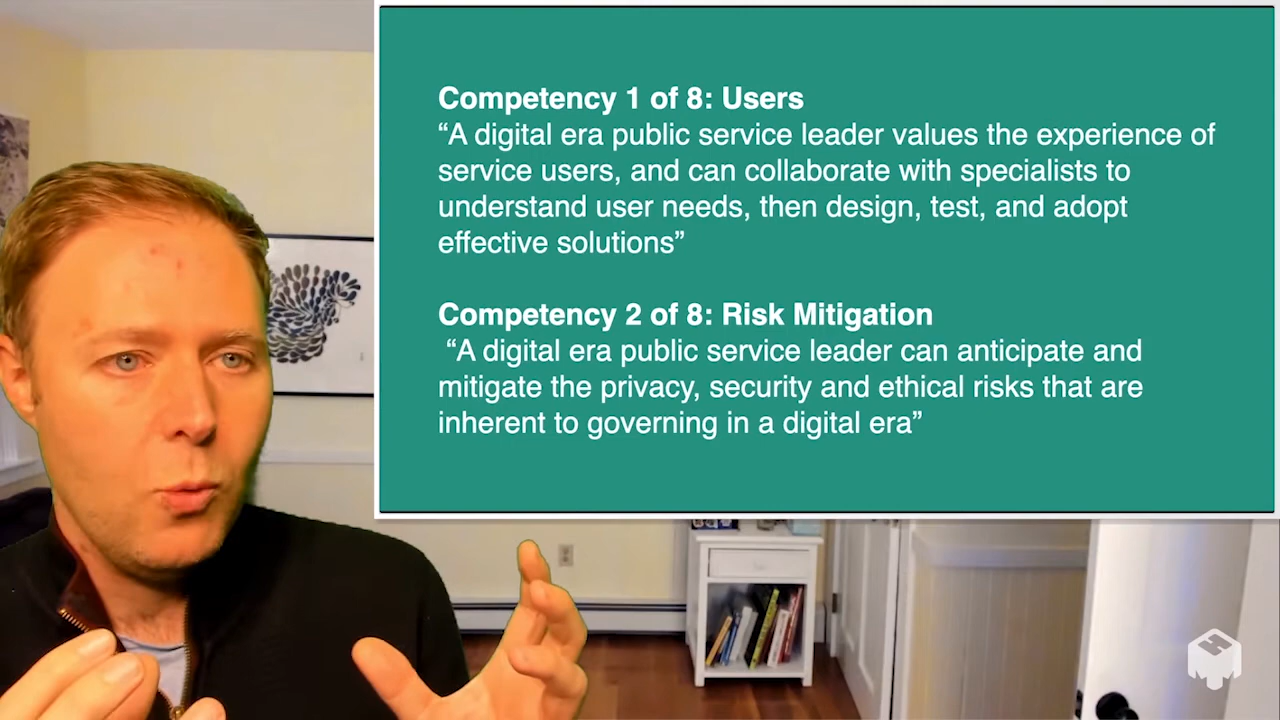 Competency 1 of 8: Users
“A digital era public service leader values the experience of
service users, and can collaborate with specialists to
understand user needs, then design, test, and adopt
effective solutions”
Competency 2 of 8: Risk Mitigation
“A digital era public service leader can anticipate and
mitigate the privacy, security and ethical risks that are
inherent to governing in a digital era”